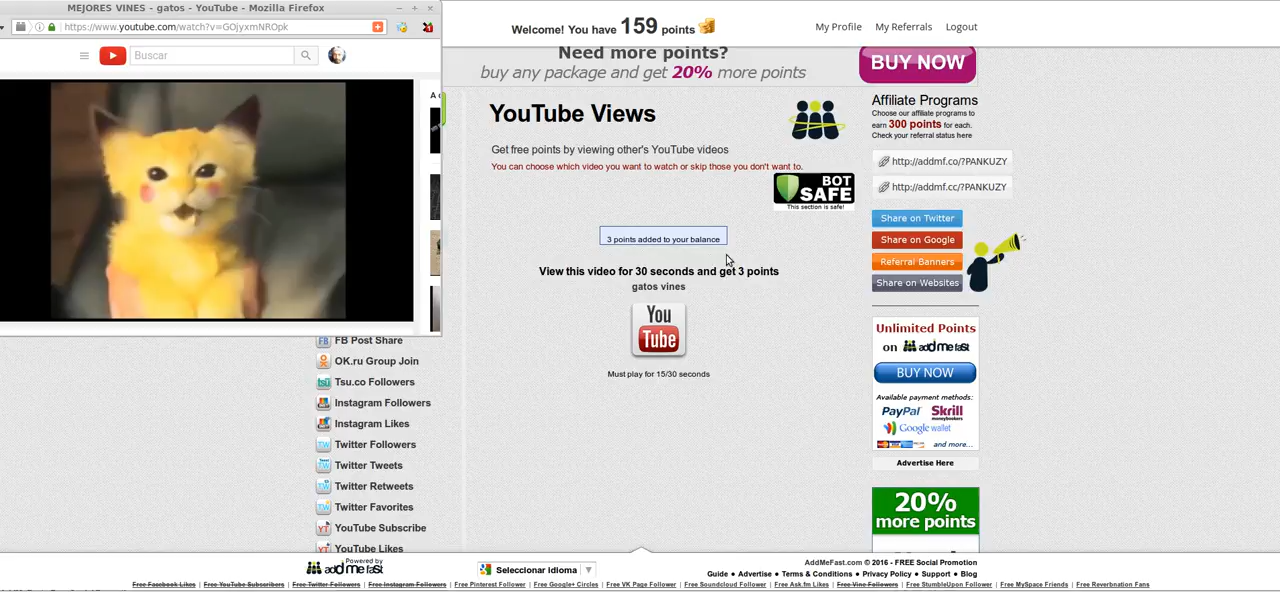 MEJORES VINES - gatos - YouTube - Mozilla Firefox
https://www.youtube.com/watch?v=GOjyxmNROpk
Buscar
Welcome! You have 159 points
My Profile
My Referrals
Logout
Need more points?
buy any package and get 20% more points
BUY NOW
YouTube Views
Get free points by viewing other's YouTube videos
You can choose which video you want to watch or skip those you don't want to.
BOT
SAFE
This section is safe!
3 points added to your balance
View this video for 30 seconds and get 3 points
gatos vines
You
Tube
Must play for 15/30 seconds
Affiliate Programs
Choose our affiliate programs to
earn 300 points for each.
Check your referral status here
http://addmf.co/?PANKUZY
http://addmf.cc/?PANKUZY
Share on Twitter
Share on Google
Referral Banners
Share on Websites
Unlimited Points
on addmefast
BUY NOW
Available payment methods:
PayPal Skrill
moneybookers
Google wallet
and more...
Advertise Here
20%
more points
FB Post Share
OK.ru Group Join
Tsu.co Followers
Instagram Followers
Instagram Likes
Twitter Followers
Twitter Tweets
Twitter Retweets
Twitter Favorites
YouTube Subscribe
YouTube Likes
Powered by
addmefast
Seleccionar idioma ▼
AddMeFast.com © 2016 - FREE Social Promotion
Guide ● Advertise ● Terms & Conditions ● Privacy Policy ● Support ● Blog
Free Facebook Likes | Free YouTube Subscribers | Free Twitter Followers | Free Instagram Followers | Free Pinterest Follower | Free Google+ Circles | Free VK Page Follower | Free Soundcloud Follower | Free Ask.fm Likes | Free Vine Followers | Free StumbleUpon Follower | Free MySpace Friends | Free Reverbnation Fans